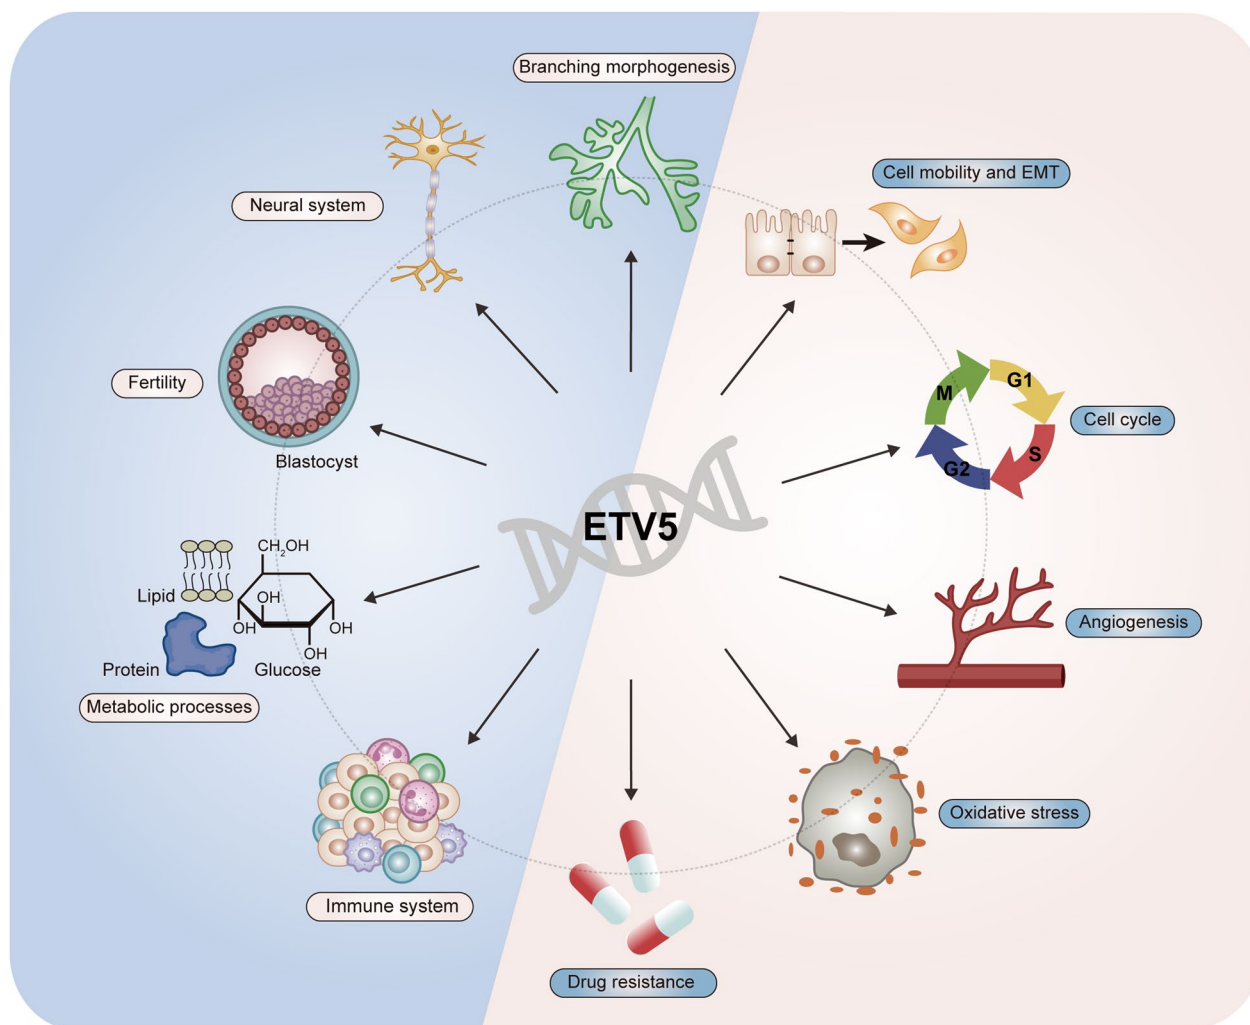 Branching morphogenesis
Cell mobility and EMT
Neural system
Fertility
Blastocyst
M
G1
G2
S
Cell cycle
ETV5
CH2OH
OH
OH
OH
OH
Lipid
Protein
Glucose
Metabolic processes
Angiogenesis
Oxidative stress
Immune system
Drug resistance